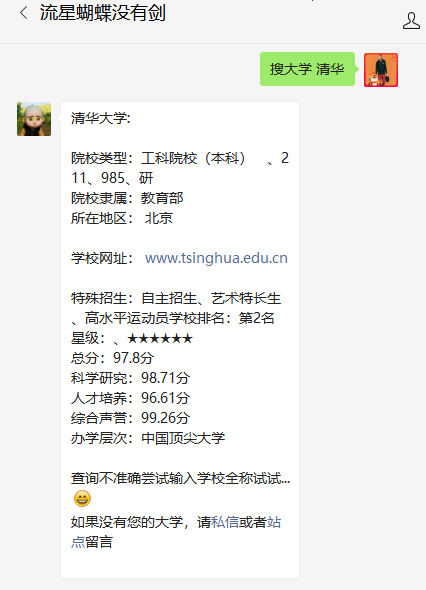 流星蝴蝶没有剑
搜大学 清华
清华大学:
院校类型：工科院校（本科） 、2
11、985、研
院校隶属：教育部
所在地区： 北京
学校网址： www.tsinghua.edu.cn
特殊招生：自主招生、艺术特长生
、高水平运动员学校排名：第2名
星级：、★★★★★★
总分：97.8分
科学研究：98.71分
人才培养：96.61分
综合声誉：99.26分
办学层次：中国顶尖大学
查询不准确尝试输入学校全称试试...
😄
如果没有您的大学，请私信或者站
点留言